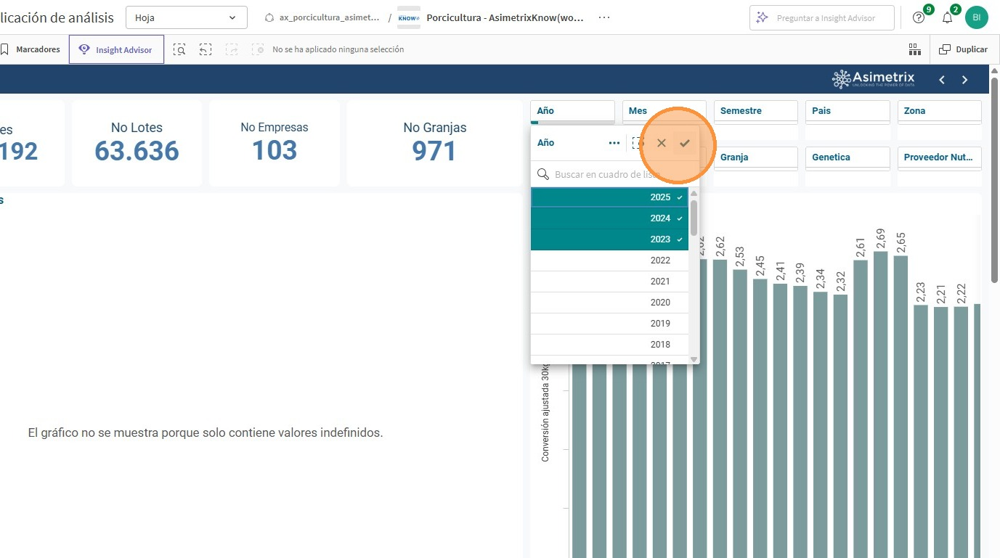 licación de análisis
Hoja
ax_porcicultura_asimet...
/
KNOW
Porcicultura - AsimetrixKnow(wo...
...
Preguntar a Insight Advisor
9
2
BI
Marcadores
Insight Advisor
No se ha aplicado ninguna selección
Duplicar
Asimetrix
UNLOCKING THE POWER OF DATA
es
192
No Lotes
63.636
No Empresas
103
No Granjas
971
Año
Mes
Semestre
Pais
Zona
Granja
Genetica
Proveedor Nut...
Año
Buscar en cuadro de lista
2025
2024
2023
2022
2021
2020
2019
2018
2017
s
El gráfico no se muestra porque solo contiene valores indefinidos.
Conversión ajustada 30kg
2,62
2,62
2,53
2,45
2,41
2,39
2,34
2,32
2,61
2,69
2,65
2,23
2,21
2,22